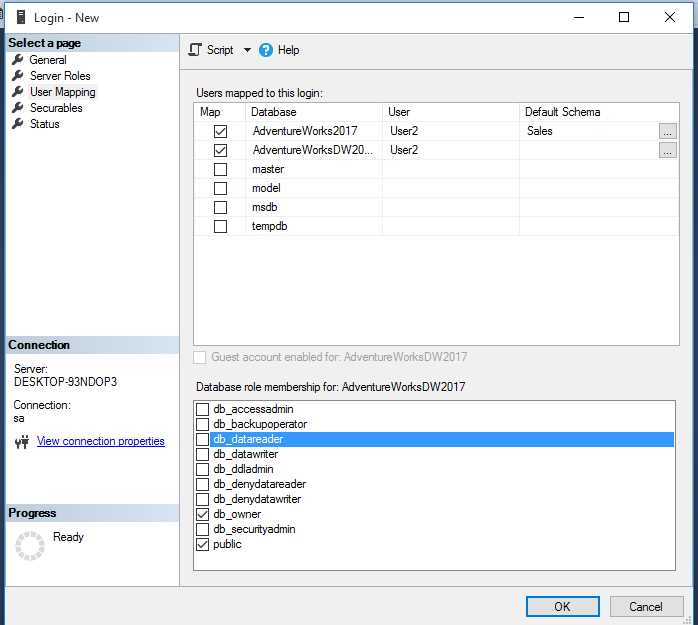 Login - New
Select a page
General
Server Roles
User Mapping
Securables
Status
Script
Help
Users mapped to this login:
Map Database User Default Schema
AdventureWorks2017 User2 Sales ...
AdventureWorksDW20... User2 ...
master
model
msdb
tempdb
Guest account enabled for: AdventureWorksDW2017
Database role membership for: AdventureWorksDW2017
db_accessadmin
db_backupoperator
db_datareader
db_datawriter
db_ddladmin
db_denydatareader
db_denydatawriter
db_owner
db_securityadmin
public
Connection
Server:
DESKTOP-93NDOP3
Connection:
sa
View connection properties
Progress
Ready
OK Cancel